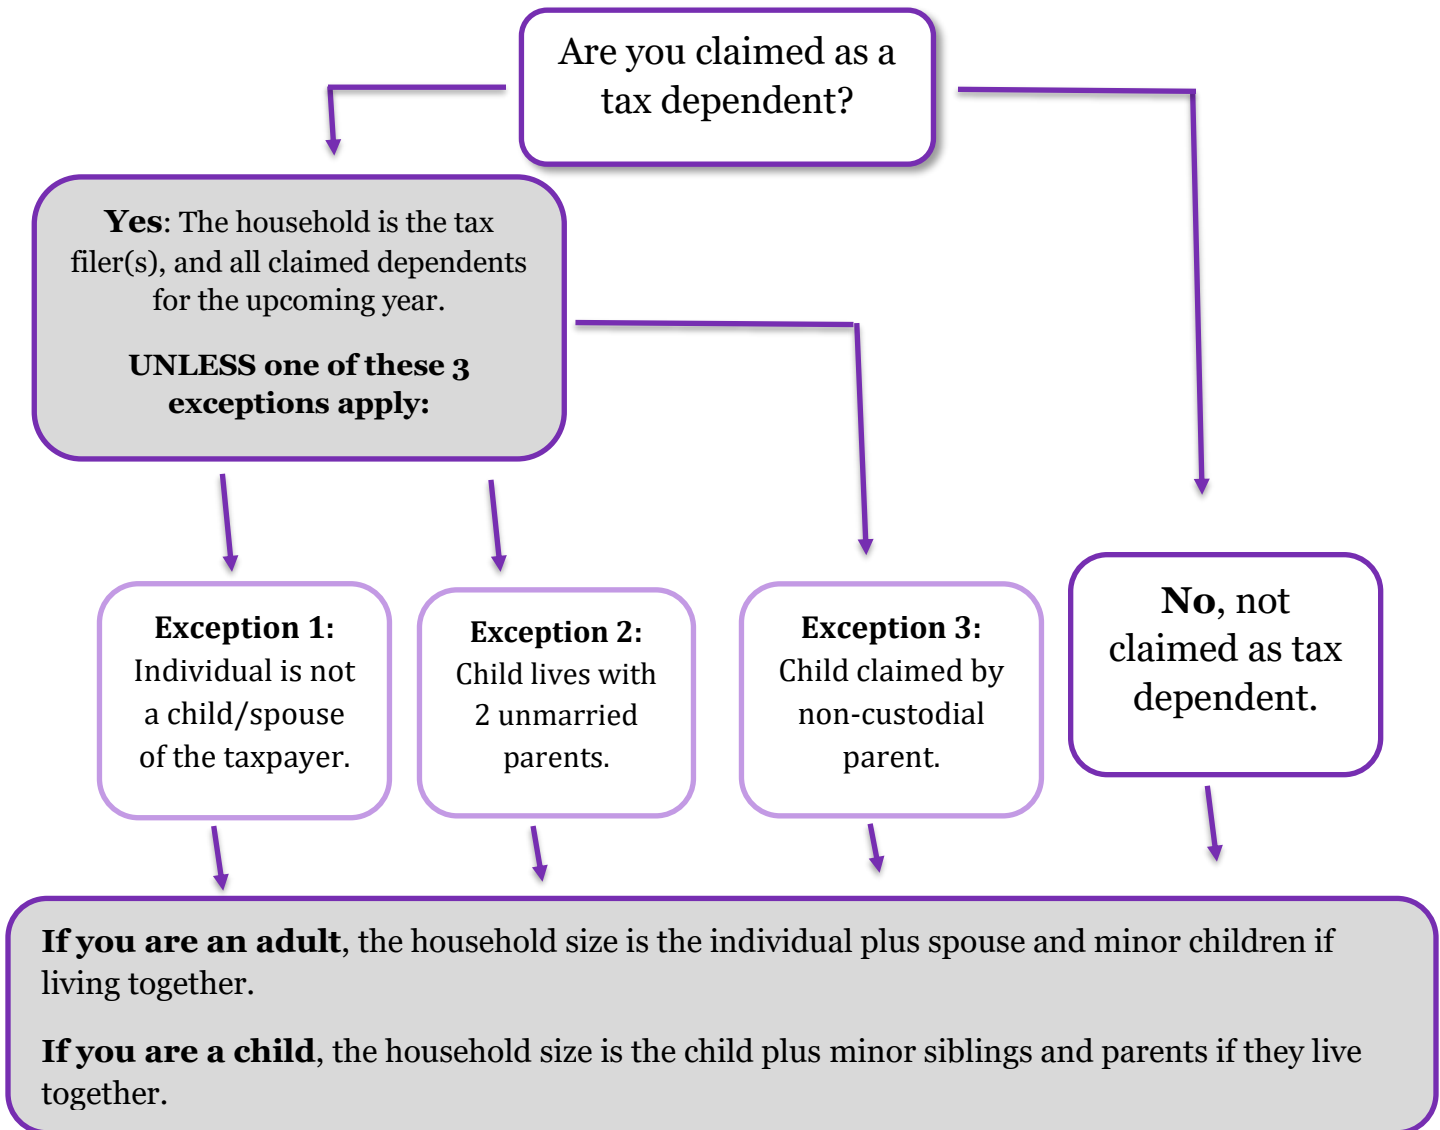 Are you claimed as a
tax dependent?
Yes: The household is the tax
filer(s), and all claimed dependents
for the upcoming year.
UNLESS one of these 3
exceptions apply:
Exception 1:
Individual is not
a child/spouse
of the taxpayer.
Exception 2:
Child lives with
2 unmarried
parents.
Exception 3:
Child claimed by
non-custodial
parent.
No, not
claimed as tax
dependent.
If you are an adult, the household size is the individual plus spouse and minor children if
living together.
If you are a child, the household size is the child plus minor siblings and parents if they live
together.